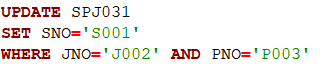 UPDATE SPJ031
SET SNO='S001'
WHERE JNO='J002' AND PNO='P003'